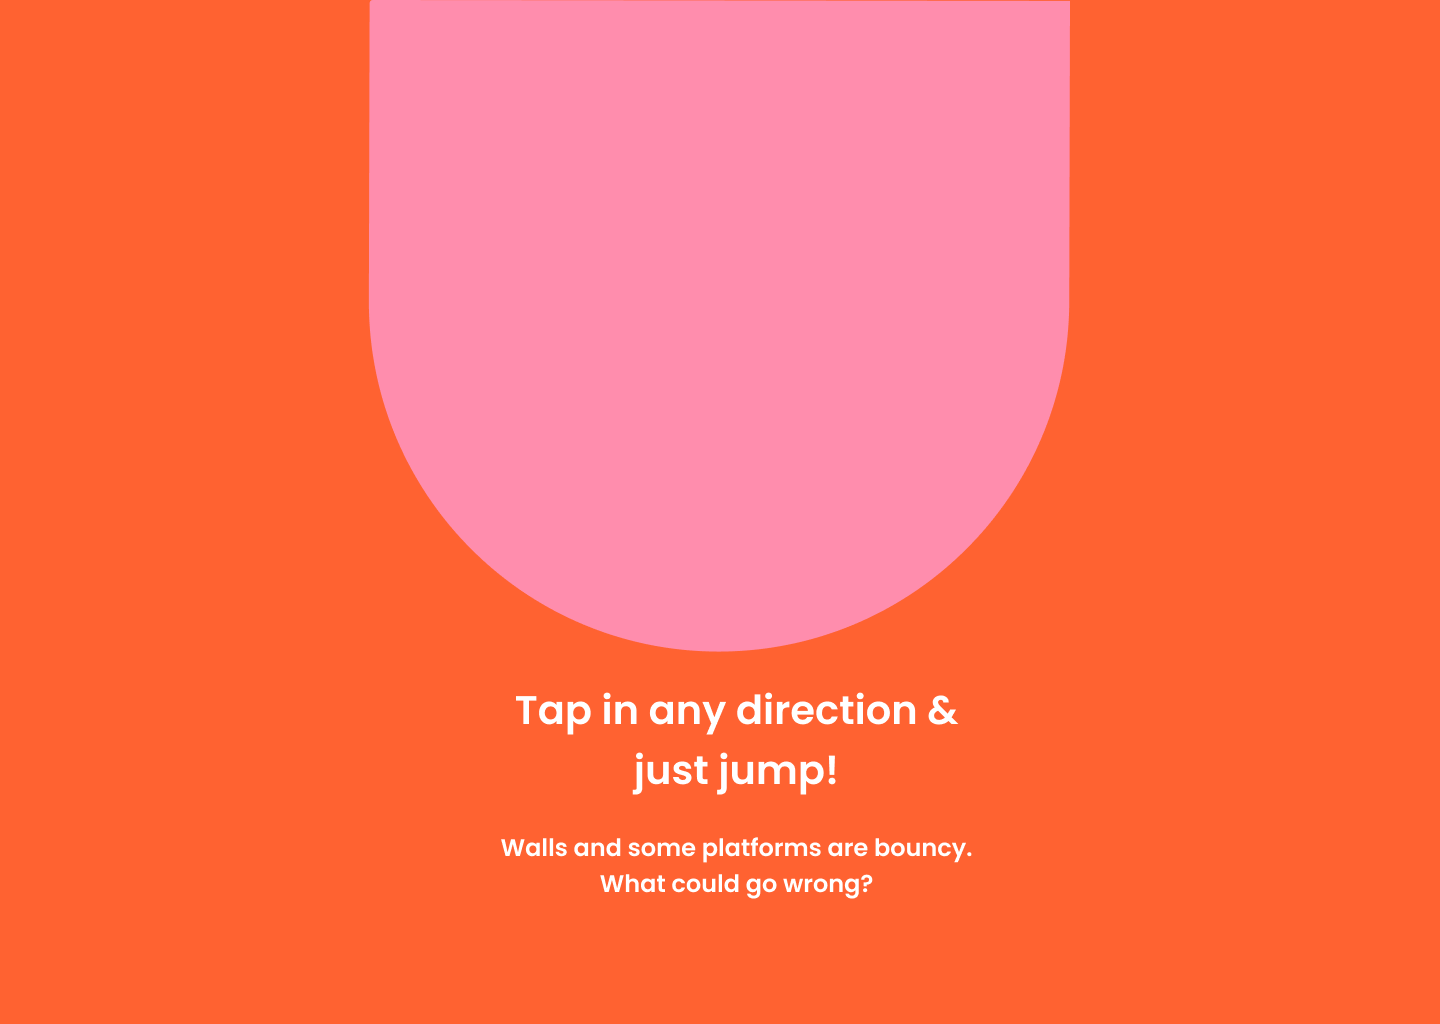 Tap in any direction &
just jump!
Walls and some platforms are bouncy.
What could go wrong?